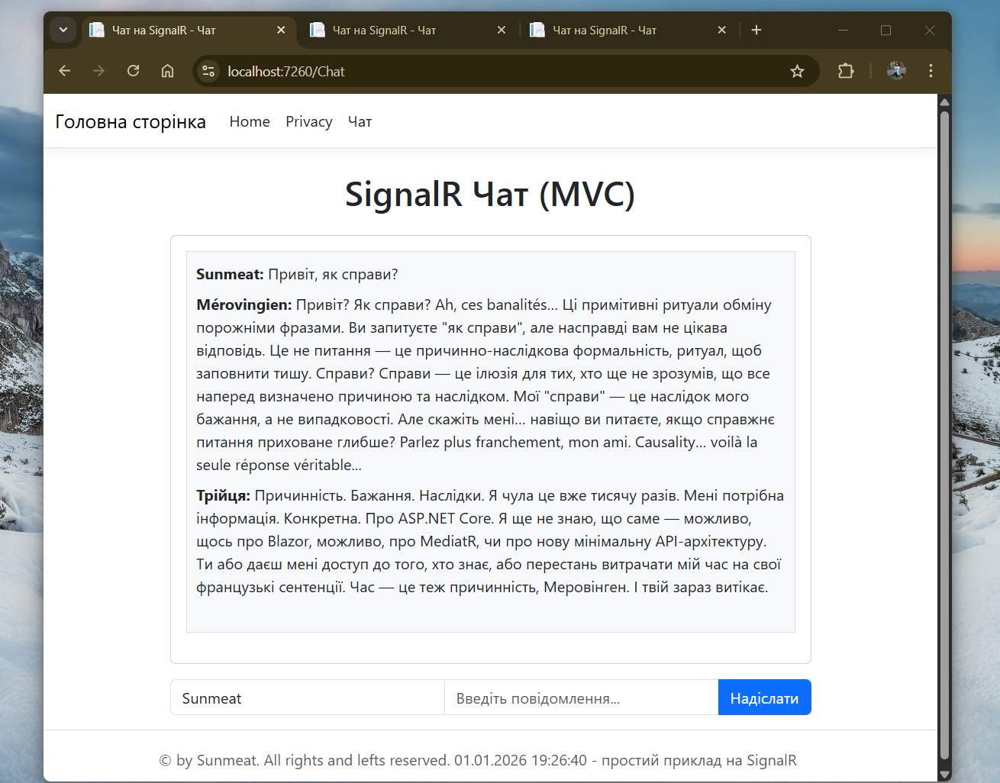 Чат на SignalR - Чат
Чат на SignalR - Чат
Чат на SignalR - Чат
localhost:7260/Chat
Головна сторінка Home Privacy Чат
SignalR Чат (MVC)
Sunmeat: Привіт, як справи?
Mérovingien: Привіт? Як справи? Ah, ces banalités... Ці примітивні ритуали обміну
порожніми фразами. Ви запитуєте "як справи", але насправді вам не цікава
відповідь. Це не питання — це причинно-наслідкова формальність, ритуал, щоб
заповнити тишу. Справи? Справи — це ілюзія для тих, хто ще не зрозумів, що все
наперед визначено причиною та наслідком. Мої "справи" — це наслідок мого
бажання, а не випадковості. Але скажіть мені... навіщо ви питаєте, якщо справжнє
питання приховане глибше? Parlez plus franchement, mon ami. Causality... voilà la
seule réponse véritable...
Трійця: Причинність. Бажання. Наслідки. Я чула це вже тисячу разів. Мені потрібна
інформація. Конкретна. Про ASP.NET Core. Я ще не знаю, що саме — можливо,
щось про Blazor, можливо, про MediatR, чи про нову мінімальну API-архітектуру.
Ти або даєш мені доступ до того, хто знає, або перестань витрачати мій час на свої
французькі сентенції. Час — це теж причинність, Меровінген. І твій зараз витікає.
Sunmeat Введіть повідомлення... Надіслати
© by Sunmeat. All rights and lefts reserved. 01.01.2026 19:26:40 - простий приклад на SignalR